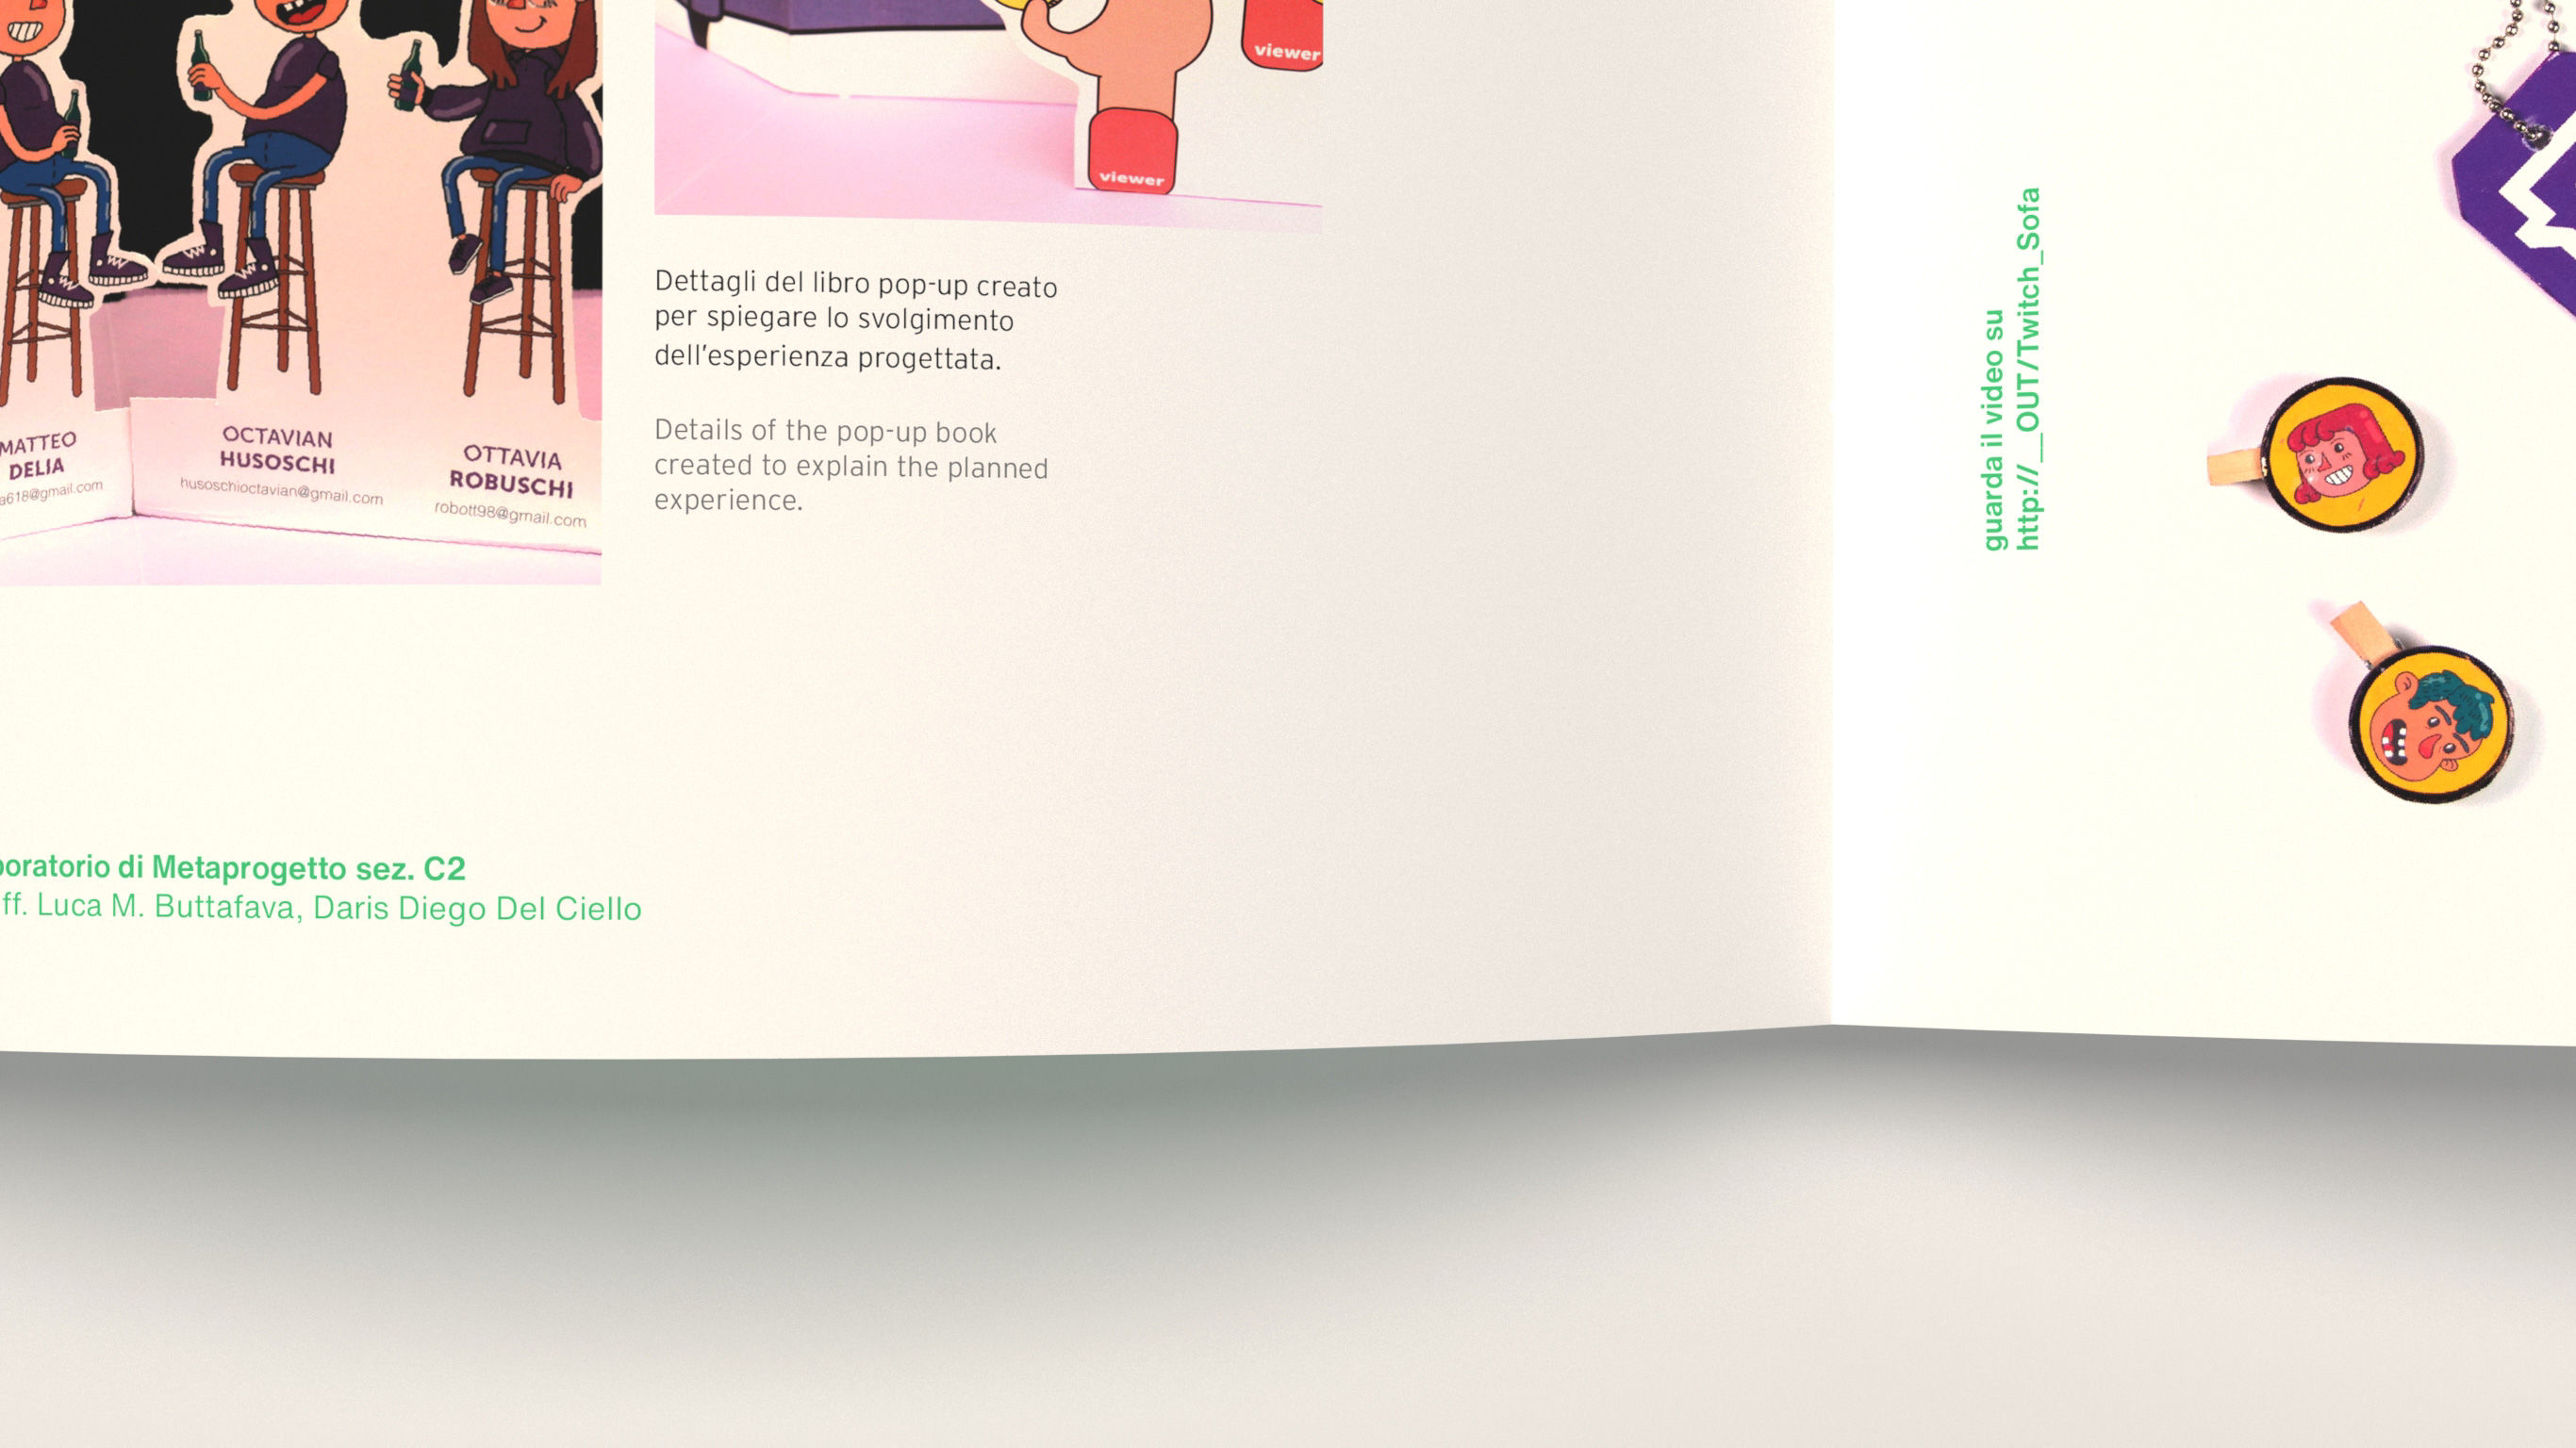 MATTEO
DELIA
a618@gmail.com
OCTAVIAN
HUSOSCHI
husoschioctavian@gmail.com
OTTAVIA
ROBUSCHI
robott98@gmail.com
viewer
viewer
Dettagli del libro pop-up creato
per spiegare lo svolgimento
dell'esperienza progettata.
Details of the pop-up book
created to explain the planned
experience.
boratorio di Metaprogetto sez. C2
ff. Luca M. Buttafava, Daris Diego Del Ciello
guarda il video su
http://__OUT/Twitch_Sofa